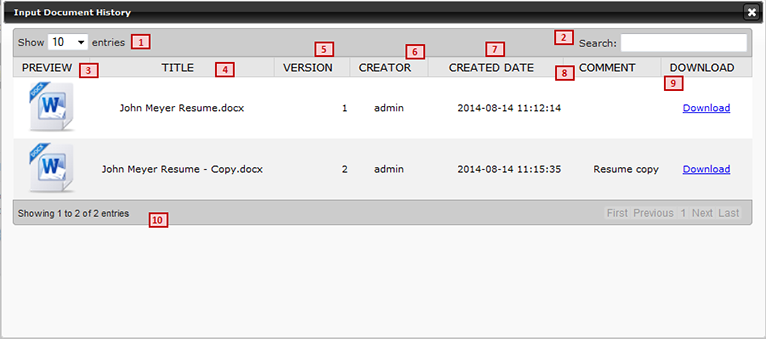 Input Document History
Show 10 entries 1 2 Search:
5 6 7
PREVIEW 3 TITLE 4 VERSION CREATOR CREATED DATE 8 COMMENT DOWNLOAD 9
DOCX W John Meyer Resume.docx 1 admin 2014-08-14 11:12:14 Download
DOCX W John Meyer Resume - Copy.docx 2 admin 2014-08-14 11:15:35 Resume copy Download
Showing 1 to 2 of 2 entries 10 First Previous 1 Next Last